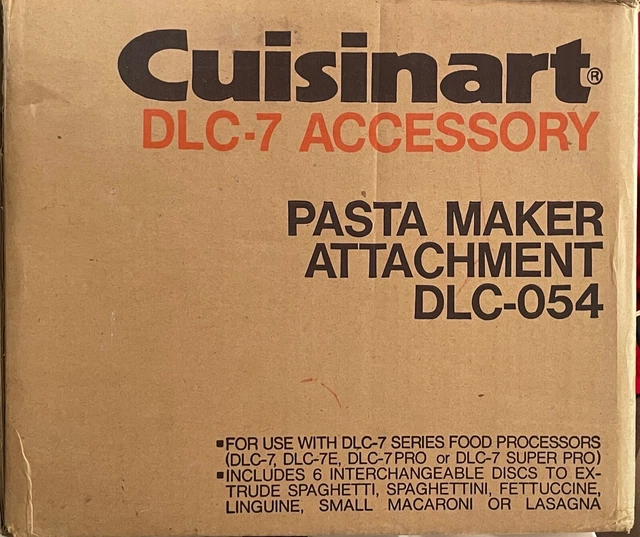 Cuisinart®
DLC-7 ACCESSORY
PASTA MAKER
ATTACHMENT
DLC-054
▪FOR USE WITH DLC-7 SERIES FOOD PROCESSORS
(DLC-7, DLC-7E, DLC-7PRO or DLC-7 SUPER PRO)
▪INCLUDES 6 INTERCHANGEABLE DISCS TO EX-
TRUDE SPAGHETTI, SPAGHETTINI, FETTUCCINE,
LINGUINE, SMALL MACARONI OR LASAGNA